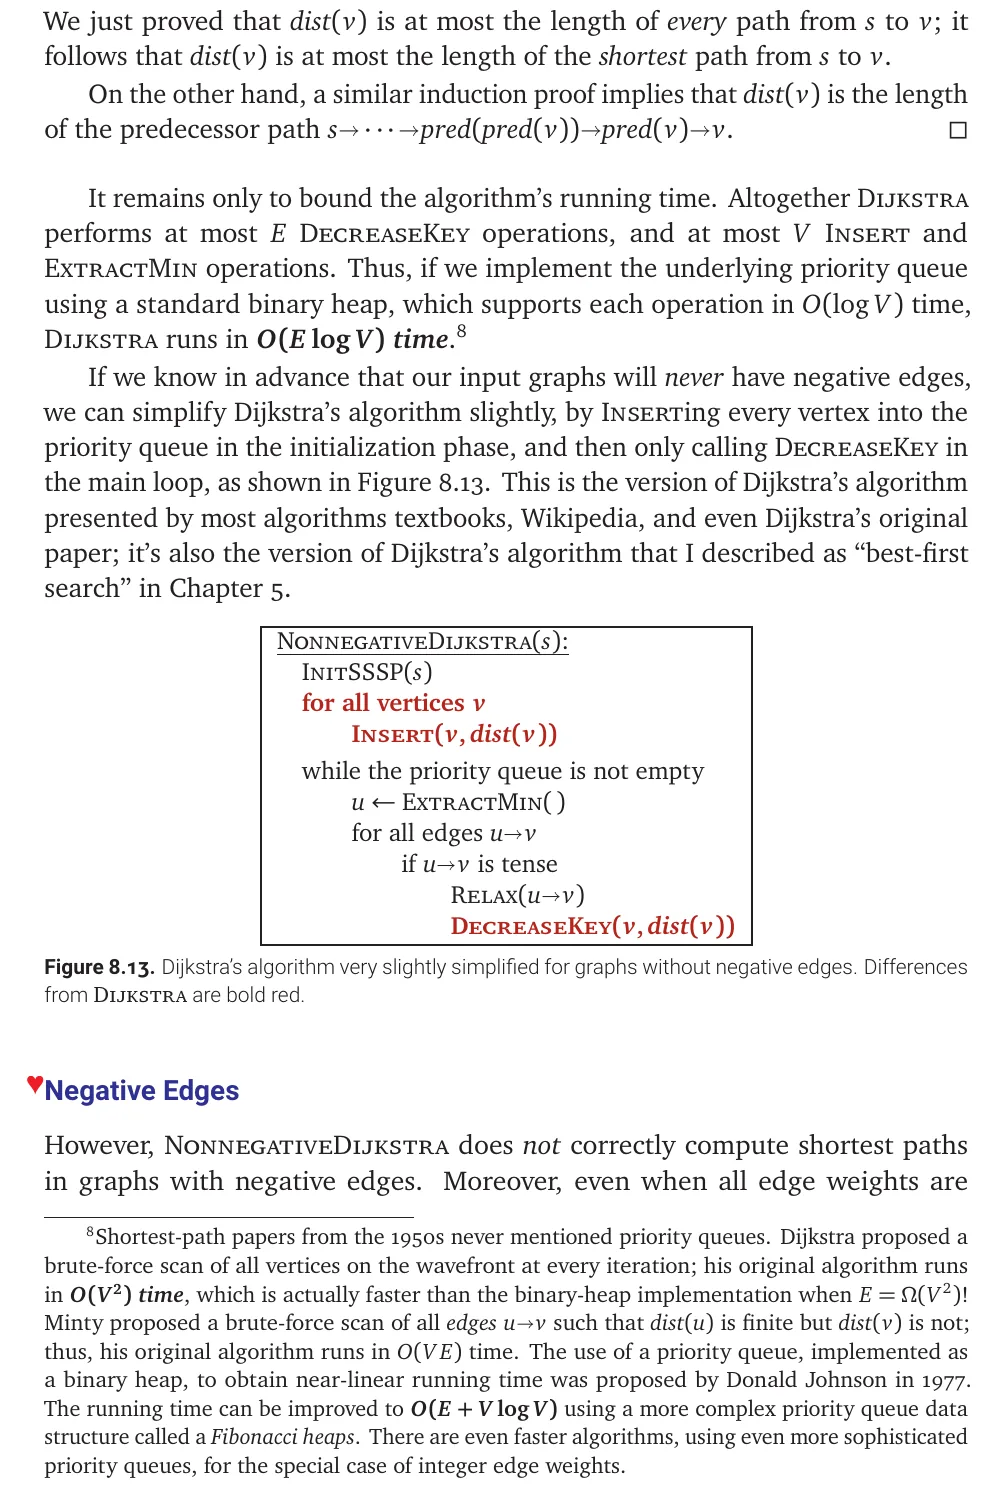 We just proved that dist(v) is at most the length of every path from s to v; it
follows that dist(v) is at most the length of the shortest path from s to v.
On the other hand, a similar induction proof implies that dist(v) is the length
of the predecessor path s→···→pred(pred(v))→pred(v)→v. □
It remains only to bound the algorithm’s running time. Altogether Dijkstra
performs at most E DecreaseKey operations, and at most V Insert and
ExtractMin operations. Thus, if we implement the underlying priority queue
using a standard binary heap, which supports each operation in O(log V) time,
Dijkstra runs in O(E log V) time.⁸
If we know in advance that our input graphs will never have negative edges,
we can simplify Dijkstra’s algorithm slightly, by Inserting every vertex into the
priority queue in the initialization phase, and then only calling DecreaseKey in
the main loop, as shown in Figure 8.13. This is the version of Dijkstra’s algorithm
presented by most algorithms textbooks, Wikipedia, and even Dijkstra’s original
paper; it’s also the version of Dijkstra’s algorithm that I described as “best-first
search” in Chapter 5.
NonnegativeDijkstra(s):
InitSSSP(s)
for all vertices v
Insert(v, dist(v))
while the priority queue is not empty
u ← ExtractMin( )
for all edges u→v
if u→v is tense
Relax(u→v)
DecreaseKey(v, dist(v))
Figure 8.13. Dijkstra’s algorithm very slightly simplified for graphs without negative edges. Differences
from Dijkstra are bold red.
♥Negative Edges
However, NonnegativeDijkstra does not correctly compute shortest paths
in graphs with negative edges. Moreover, even when all edge weights are
⁸Shortest-path papers from the 1950s never mentioned priority queues. Dijkstra proposed a
brute-force scan of all vertices on the wavefront at every iteration; his original algorithm runs
in O(V²) time, which is actually faster than the binary-heap implementation when E = Ω(V²)!
Minty proposed a brute-force scan of all edges u→v such that dist(u) is finite but dist(v) is not;
thus, his original algorithm runs in O(VE) time. The use of a priority queue, implemented as
a binary heap, to obtain near-linear running time was proposed by Donald Johnson in 1977.
The running time can be improved to O(E + V log V) using a more complex priority queue data
structure called a Fibonacci heaps. There are even faster algorithms, using even more sophisticated
priority queues, for the special case of integer edge weights.